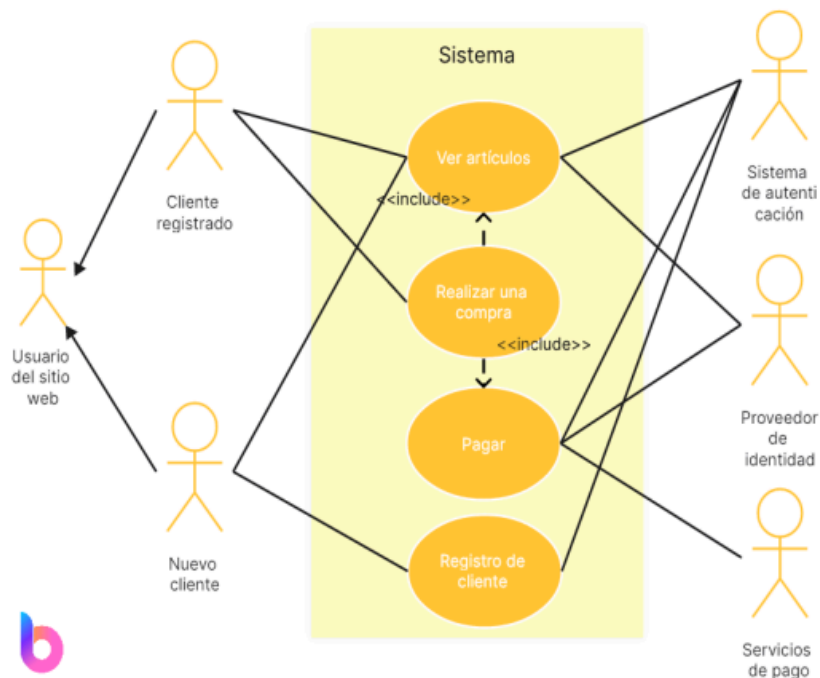 Sistema
Cliente
registrado
Usuario
del sitio
web
Nuevo
cliente
Ver artículos
<<include>>
Realizar una
compra
<<include>>
Pagar
Registro de
cliente
Sistema
de autenti
cación
Proveedor
de
identidad
Servicios
de pago
b